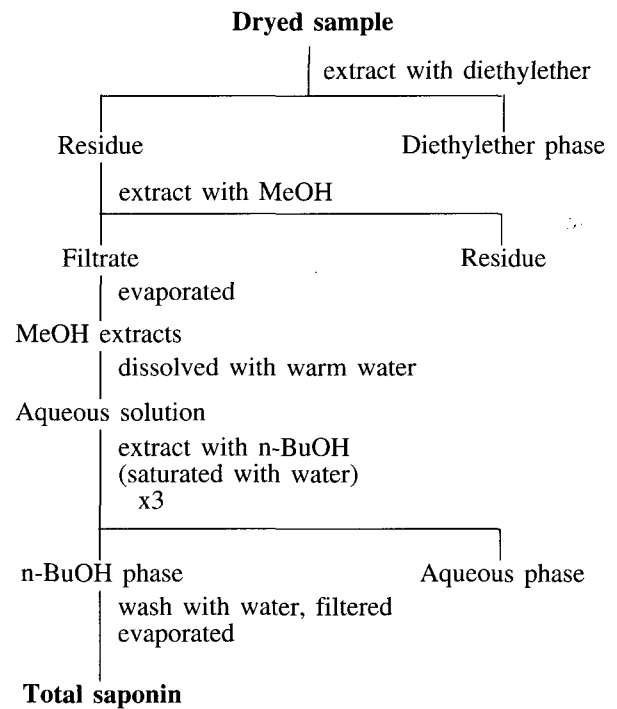 Dryed sample
extract with diethylether
Residue
Diethylether phase
extract with MeOH
Filtrate
Residue
evaporated
MeOH extracts
dissolved with warm water
Aqueous solution
extract with n-BuOH
(saturated with water)
x3
n-BuOH phase
Aqueous phase
wash with water, filtered
evaporated
Total saponin